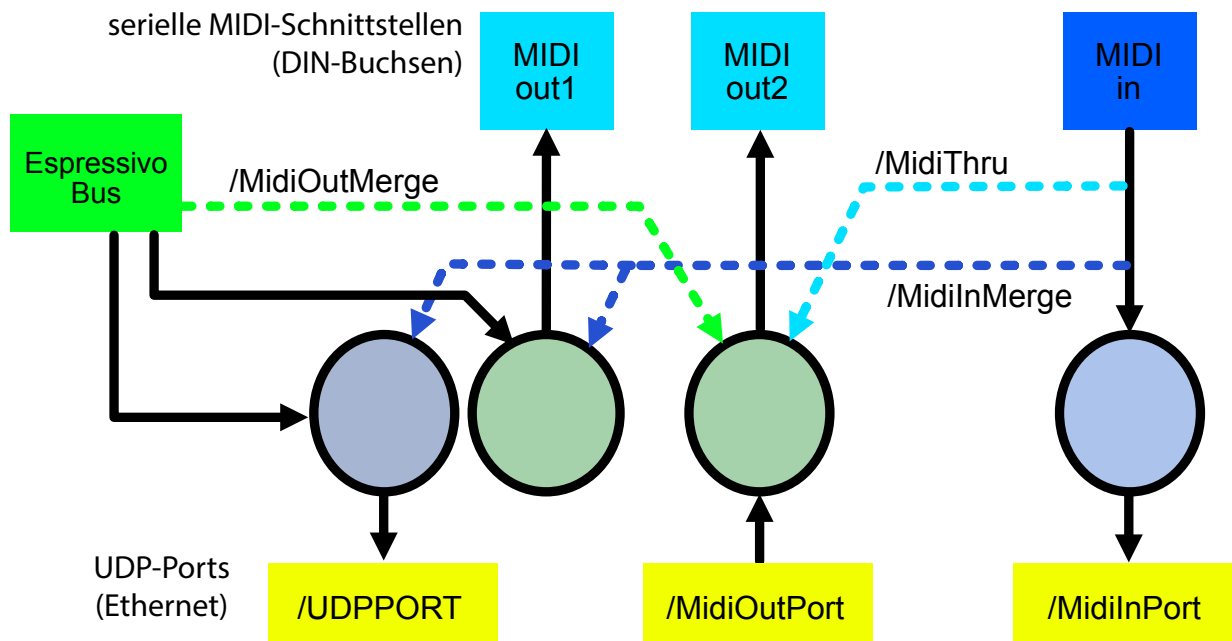 serielle MIDI-Schnittstellen
(DIN-Buchsen)
MIDI
out1
MIDI
out2
MIDI
in
Espressivo
Bus
/MidiOutMerge
/MidiThru
/MidiInMerge
UDP-Ports
(Ethernet)
/UDPPORT
/MidiOutPort
/MidiInPort